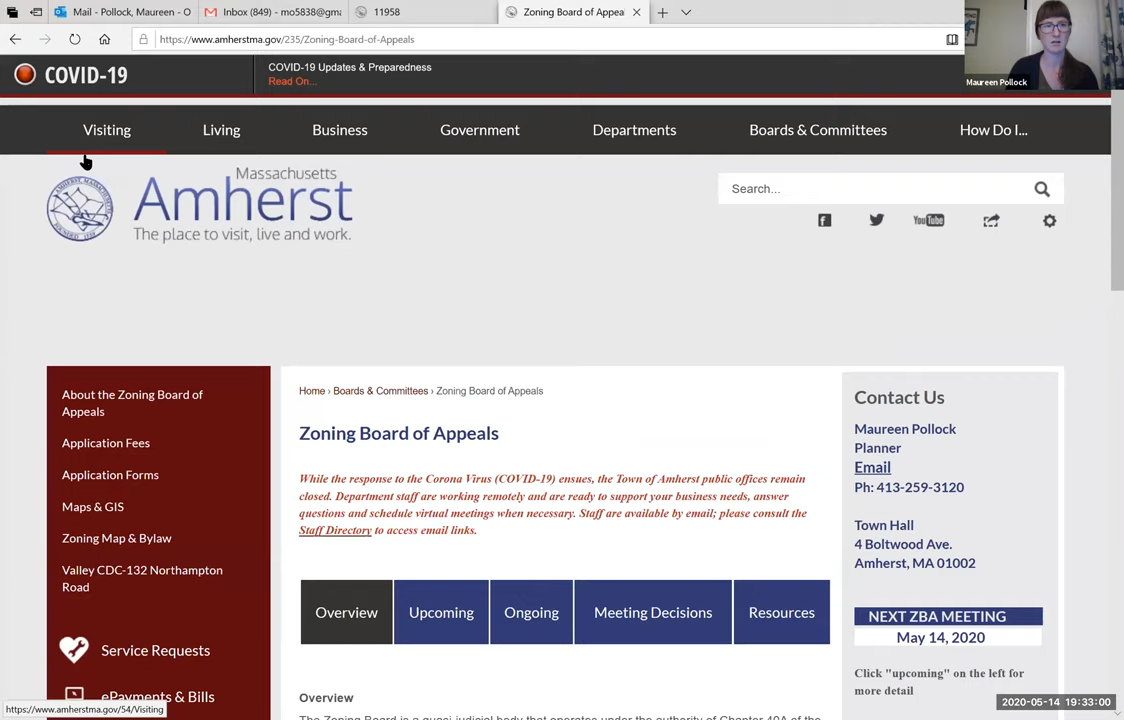 Mail - Pollock, Maureen - O
Inbox (849) - mo5838@gma
11958
Zoning Board of Appea
https://www.amherstma.gov/235/Zoning-Board-of-Appeals
Maureen Pollock
COVID-19
COVID-19 Updates & Preparedness
Read On...
Visiting
Living
Business
Government
Departments
Boards & Committees
How Do I...
Massachusetts
Amherst
The place to visit, live and work.
Search...
YouTube
About the Zoning Board of
Appeals
Application Fees
Application Forms
Maps & GIS
Zoning Map & Bylaw
Valley CDC-132 Northampton
Road
Service Requests
ePayments & Bills
Home › Boards & Committees › Zoning Board of Appeals
Zoning Board of Appeals
While the response to the Corona Virus (COVID-19) ensues, the Town of Amherst public offices remain
closed. Department staff are working remotely and are ready to support your business needs, answer
questions and schedule virtual meetings when necessary. Staff are available by email; please consult the
Staff Directory to access email links.
Overview
Upcoming
Ongoing
Meeting Decisions
Resources
Overview
The Zoning Board is a quasi-judicial body that operates under the authority of Chapter 40A of the
Contact Us
Maureen Pollock
Planner
Email
Ph: 413-259-3120
Town Hall
4 Boltwood Ave.
Amherst, MA 01002
NEXT ZBA MEETING
May 14, 2020
Click "upcoming" on the left for
more detail
https://www.amherstma.gov/54/Visiting
2020-05-14 19:33:00